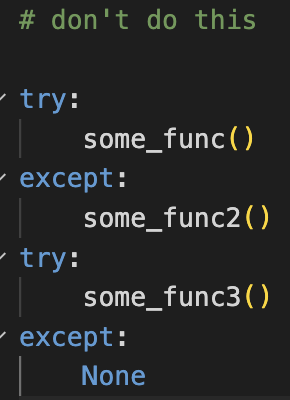 # don't do this
try:
    some_func()
except:
    some_func2()
try:
    some_func3()
except:
    None